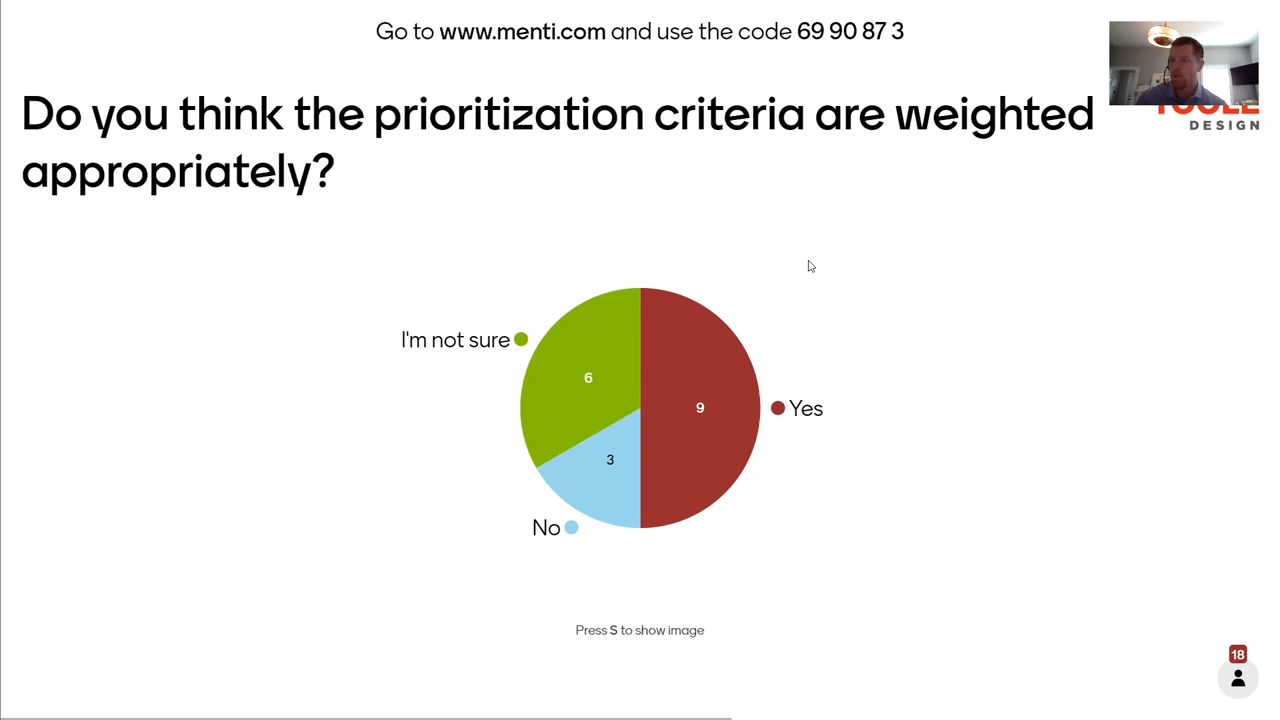 Go to www.menti.com and use the code 69 90 87 3
Do you think the prioritization criteria are weighted
appropriately?
TOOLE
DESIGN
I'm not sure
6
9
Yes
3
No
Press S to show image
18